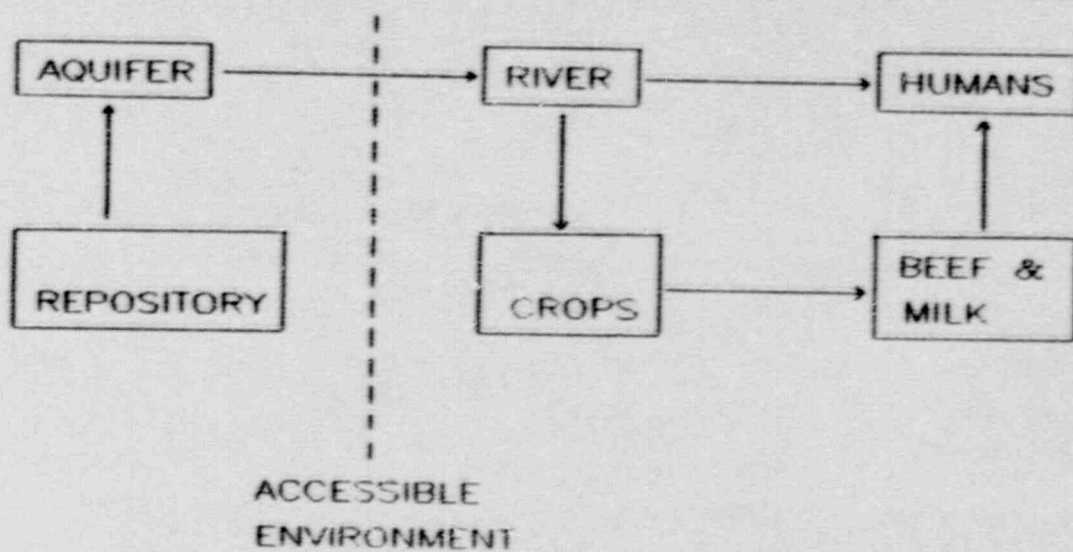 AQUIFER
RIVER
HUMANS
REPOSITORY
CROPS
BEEF &
MILK
ACCESSIBLE
ENVIRONMENT